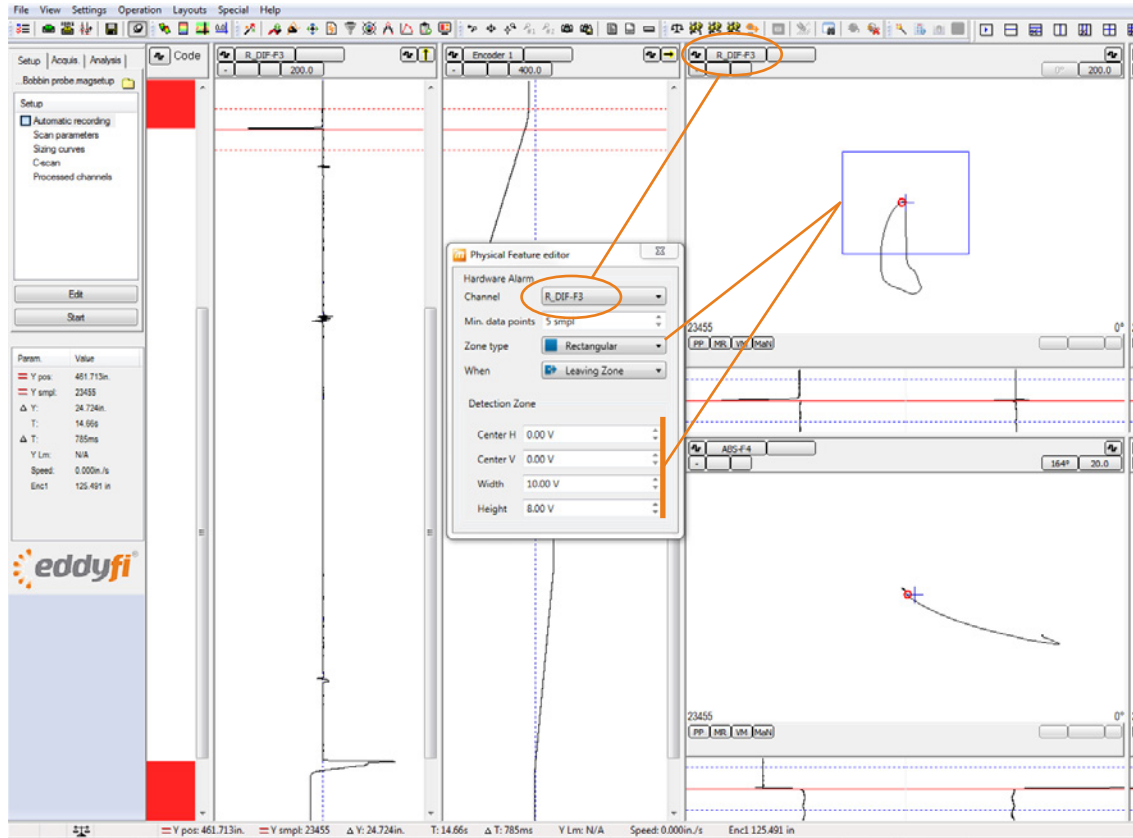 File View Settings Operation Layouts Special Help
Setup Acquis. Analysis
...Bobbin probe.magsetup
Setup
Automatic recording
Scan parameters
Sizing curves
C-scan
Processed channels
Edit
Start
Param. Value
Y pos: 461.713in.
Y smpl: 23455
Δ Y: 24.724in.
T: 14.66s
Δ T: 785ms
Y Lm: N/A
Speed: 0.000in./s
Enc1 125.491 in
eddyfi
Code
R_DIF-F3
- 200.0
Encoder 1
- 400.0
R_DIF-F3
- 0° 200.0
23455 0°
PP MR VM MaN
Physical Feature editor
Hardware Alarm
Channel R_DIF-F3
Min. data points 5 smpl
Zone type Rectangular
When Leaving Zone
Detection Zone
Center H 0.00 V
Center V 0.00 V
Width 10.00 V
Height 8.00 V
ABS-F4
- 164° 20.0
23455 0°
PP MR VM MaN
Y pos: 461.713in. Y smpl: 23455 Δ Y: 24.724in. T: 14.66s Δ T: 785ms Y Lm: N/A Speed: 0.000in./s Enc1 125.491 in